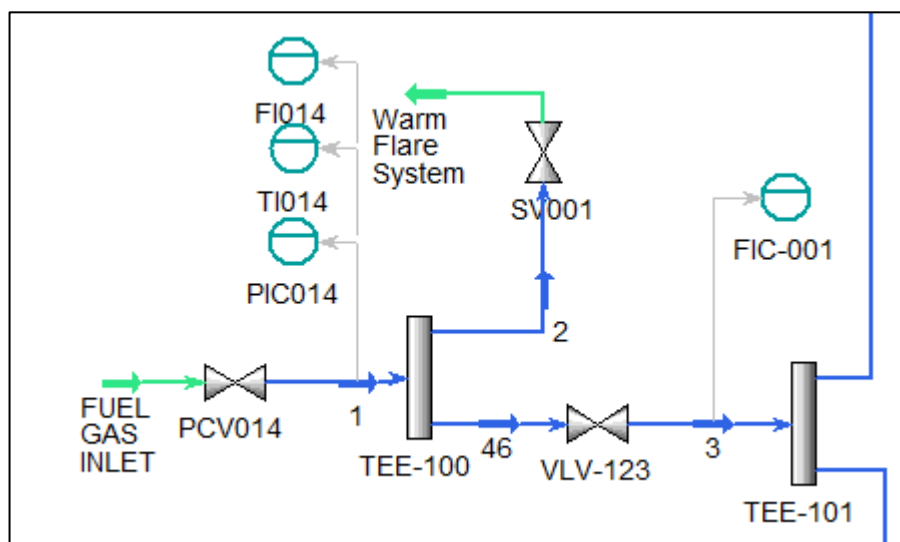 FI014
TI014
PIC014
Warm
Flare
System
SV001
FIC-001
2
FUEL
GAS
INLET
PCV014
1
TEE-100
46
VLV-123
3
TEE-101